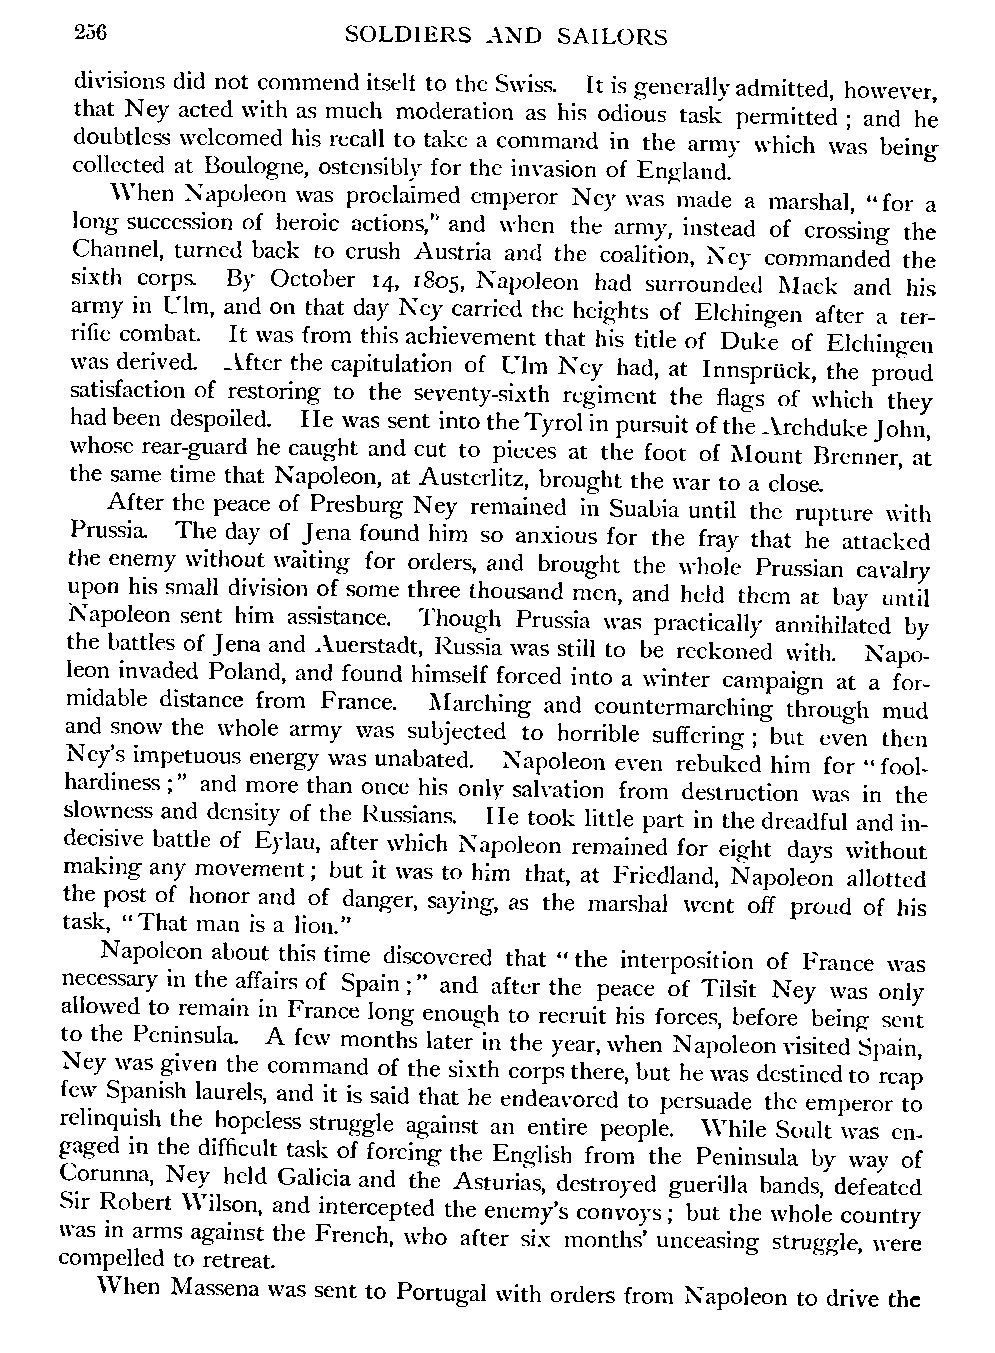 256 SOLDIERS AND SAILORS
divisions did not commend itself to the Swiss. It is generally admitted, however,
that Ney acted with as much moderation as his odious task permitted ; and he
doubtless welcomed his recall to take a command in the army which was being
collected at Boulogne, ostensibly for the invasion of England.
When Napoleon was proclaimed emperor Ney was made a marshal, “for a
long succession of heroic actions,” and when the army, instead of crossing the
Channel, turned back to crush Austria and the coalition, Ney commanded the
sixth corps. By October 14, 1805, Napoleon had surrounded Mack and his
army in Ulm, and on that day Ney carried the heights of Elchingen after a ter-
rific combat. It was from this achievement that his title of Duke of Elchingen
was derived. After the capitulation of Ulm Ney had, at Innsprück, the proud
satisfaction of restoring to the seventy-sixth regiment the flags of which they
had been despoiled. He was sent into the Tyrol in pursuit of the Archduke John,
whose rear-guard he caught and cut to pieces at the foot of Mount Brenner, at
the same time that Napoleon, at Austerlitz, brought the war to a close.
After the peace of Presburg Ney remained in Suabia until the rupture with
Prussia. The day of Jena found him so anxious for the fray that he attacked
the enemy without waiting for orders, and brought the whole Prussian cavalry
upon his small division of some three thousand men, and held them at bay until
Napoleon sent him assistance. Though Prussia was practically annihilated by
the battles of Jena and Auerstadt, Russia was still to be reckoned with. Napo-
leon invaded Poland, and found himself forced into a winter campaign at a for-
midable distance from France. Marching and countermarching through mud
and snow the whole army was subjected to horrible suffering ; but even then
Ney’s impetuous energy was unabated. Napoleon even rebuked him for “fool-
hardiness ;” and more than once his only salvation from destruction was in the
slowness and density of the Russians. He took little part in the dreadful and in-
decisive battle of Eylau, after which Napoleon remained for eight days without
making any movement ; but it was to him that, at Friedland, Napoleon allotted
the post of honor and of danger, saying, as the marshal went off proud of his
task, “That man is a lion.”
Napoleon about this time discovered that “the interposition of France was
necessary in the affairs of Spain ;” and after the peace of Tilsit Ney was only
allowed to remain in France long enough to recruit his forces, before being sent
to the Peninsula. A few months later in the year, when Napoleon visited Spain,
Ney was given the command of the sixth corps there, but he was destined to reap
few Spanish laurels, and it is said that he endeavored to persuade the emperor to
relinquish the hopeless struggle against an entire people. While Soult was en-
gaged in the difficult task of forcing the English from the Peninsula by way of
Corunna, Ney held Galicia and the Asturias, destroyed guerilla bands, defeated
Sir Robert Wilson, and intercepted the enemy’s convoys ; but the whole country
was in arms against the French, who after six months’ unceasing struggle, were
compelled to retreat.
When Massena was sent to Portugal with orders from Napoleon to drive the